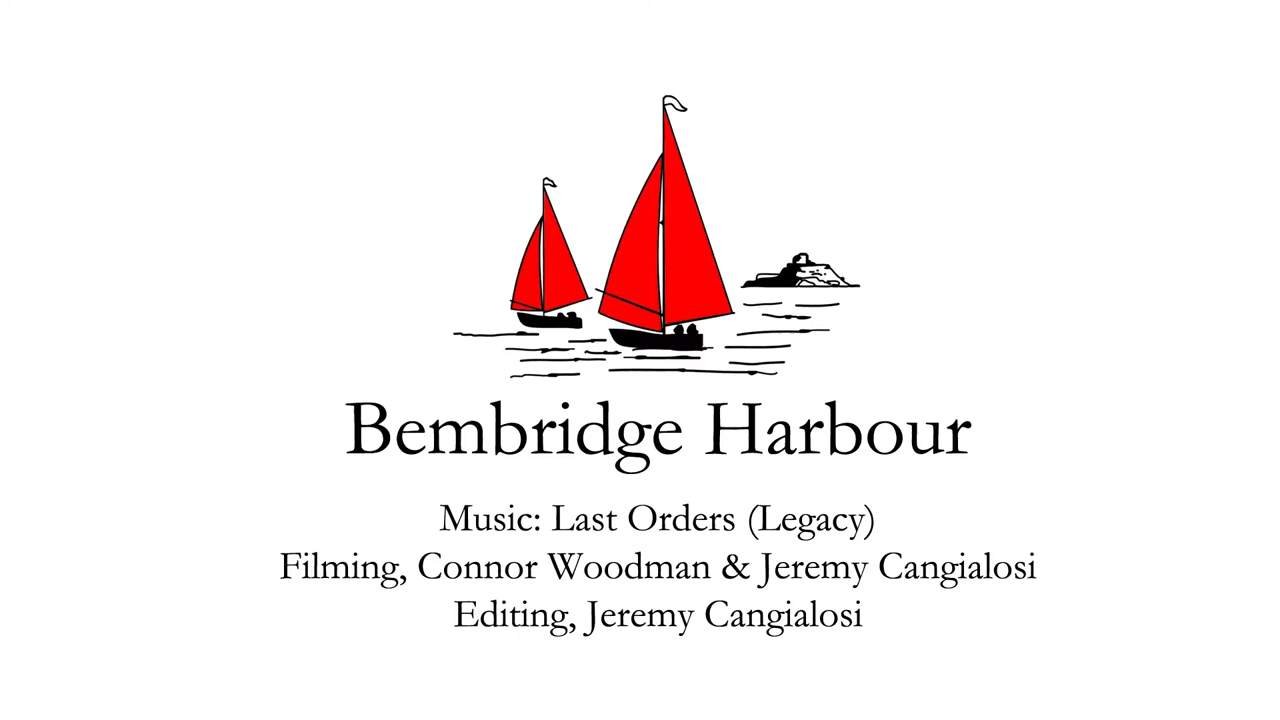 Bembridge Harbour
Music: Last Orders (Legacy)
Filming, Connor Woodman & Jeremy Cangialosi
Editing, Jeremy Cangialosi